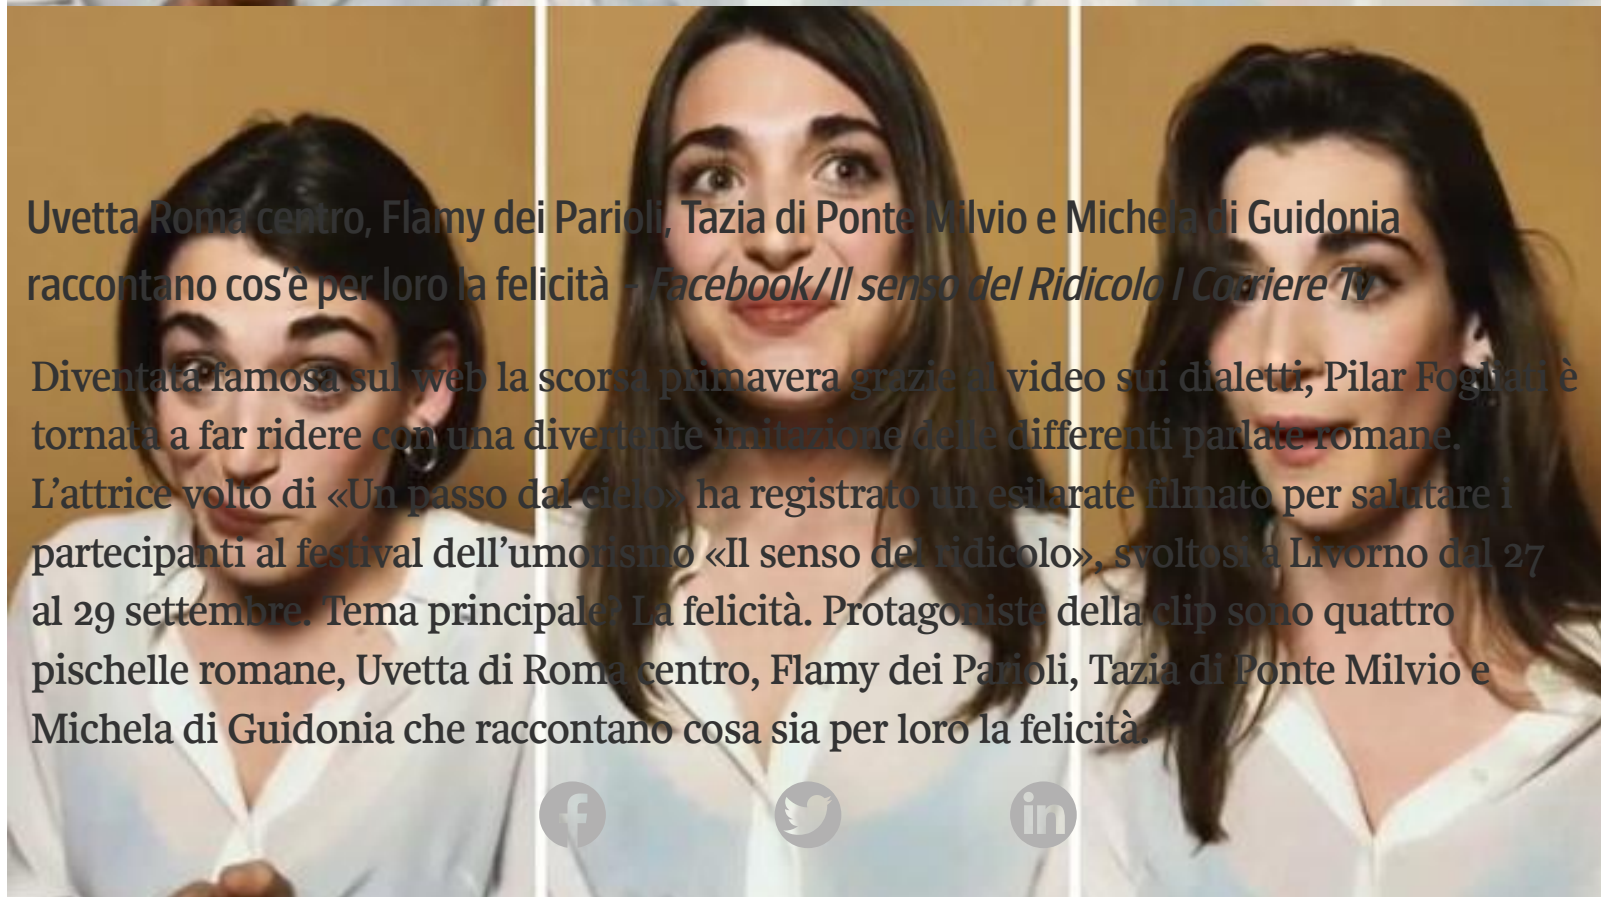 Uvetta Roma centro, Flamy dei Parioli, Tazia di Ponte Milvio e Michela di Guidonia
raccontano cos'è per loro la felicità - Facebook/Il senso del Ridicolo I Corriere Tv
Diventata famosa sul web la scorsa primavera grazie al video sui dialetti, Pilar Fogliati è
tornata a far ridere con una divertente imitazione delle differenti parlate romane.
L’attrice volto di «Un passo dal cielo» ha registrato un esilarate filmato per salutare i
partecipanti al festival dell’umorismo «Il senso del ridicolo», svoltosi a Livorno dal 27
al 29 settembre. Tema principale? La felicità. Protagoniste della clip sono quattro
pischelle romane, Uvetta di Roma centro, Flamy dei Parioli, Tazia di Ponte Milvio e
Michela di Guidonia che raccontano cosa sia per loro la felicità.